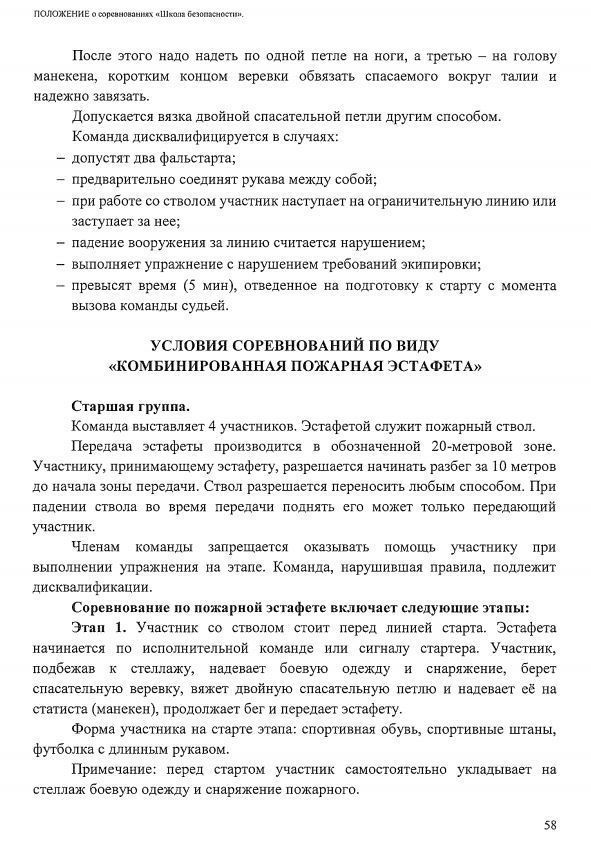 ПОЛОЖЕНИЕ о соревнованиях «Школа безопасности».
После этого надо надеть по одной петле на ноги, а третью – на голову
манекена, коротким концом веревки обвязать спасаемого вокруг талии и
надежно завязать.
Допускается вязка двойной спасательной петли другим способом.
Команда дисквалифицируется в случаях:
– допустят два фальстарта;
– предварительно соединят рукава между собой;
– при работе со стволом участник наступает на ограничительную линию или
заступает за нее;
– падение вооружения за линию считается нарушением;
– выполняет упражнение с нарушением требований экипировки;
– превысят время (5 мин), отведенное на подготовку к старту с момента
вызова команды судьей.
УСЛОВИЯ СОРЕВНОВАНИЙ ПО ВИДУ
«КОМБИНИРОВАННАЯ ПОЖАРНАЯ ЭСТАФЕТА»
Старшая группа.
Команда выставляет 4 участников. Эстафетой служит пожарный ствол.
Передача эстафеты производится в обозначенной 20-метровой зоне.
Участнику, принимающему эстафету, разрешается начинать разбег за 10 метров
до начала зоны передачи. Ствол разрешается переносить любым способом. При
падении ствола во время передачи поднять его может только передающий
участник.
Членам команды запрещается оказывать помощь участнику при
выполнении упражнения на этапе. Команда, нарушившая правила, подлежит
дисквалификации.
Соревнование по пожарной эстафете включает следующие этапы:
Этап 1. Участник со стволом стоит перед линией старта. Эстафета
начинается по исполнительной команде или сигналу стартера. Участник,
подбежав к стеллажу, надевает боевую одежду и снаряжение, берет
спасательную веревку, вяжет двойную спасательную петлю и надевает её на
статиста (манекен), продолжает бег и передает эстафету.
Форма участника на старте этапа: спортивная обувь, спортивные штаны,
футболка с длинным рукавом.
Примечание: перед стартом участник самостоятельно укладывает на
стеллаж боевую одежду и снаряжение пожарного.
58